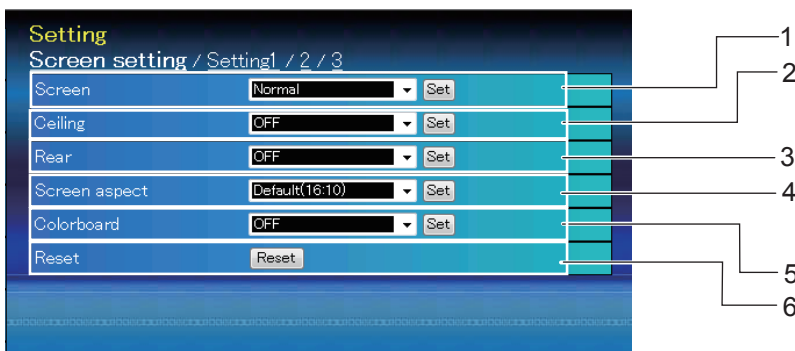 Setting
Screen setting / Setting1 / 2 / 3
Screen Normal Set 1
Ceiling OFF Set 2
Rear OFF Set 3
Screen aspect Default(16:10) Set 4
Colorboard OFF Set 5
Reset Reset 6